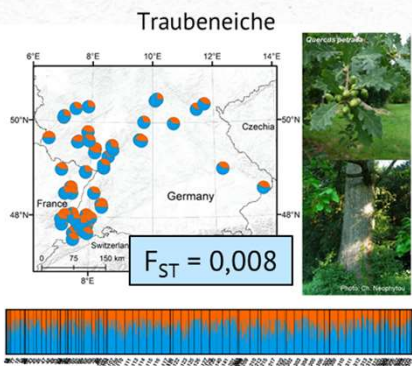 Traubeneiche
6°E 8°E 10°E 12°E 14°E
Quercus petraea
50°N 50°N
Czechia
Germany
France
48°N 48°N
Switzerlan
0 75 150 km
8°E
F_ST = 0,008
Photo: Ch. Neophytou